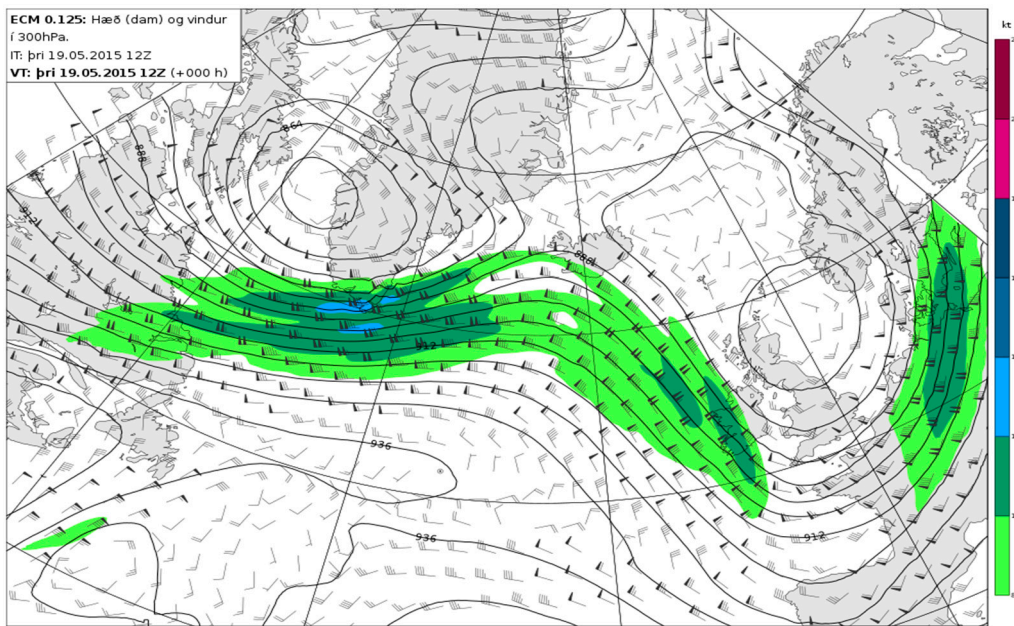 ECM 0.125: Hæð (dam) og vindur
í 300hPa.
IT: þri 19.05.2015 12Z
VT: þri 19.05.2015 12Z (+000 h)
kt
864
888
912
888
912
936
936
912